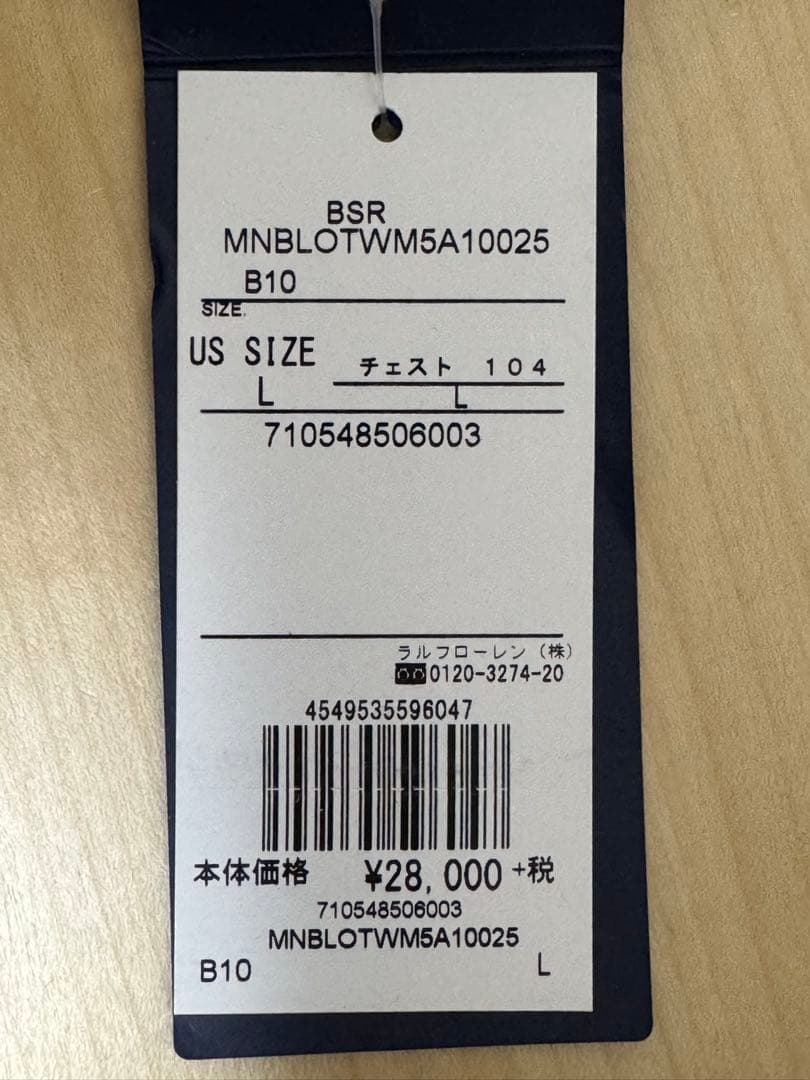 BSR
MNBLOTWM5A10025
B10
SIZE.
US SIZE チェスト 104
L L
710548506003
ラルフローレン(株)
0120-3274-20
4549535596047
本体価格 ¥28,000 +税
710548506003
MNBLOTWM5A10025
B10 L